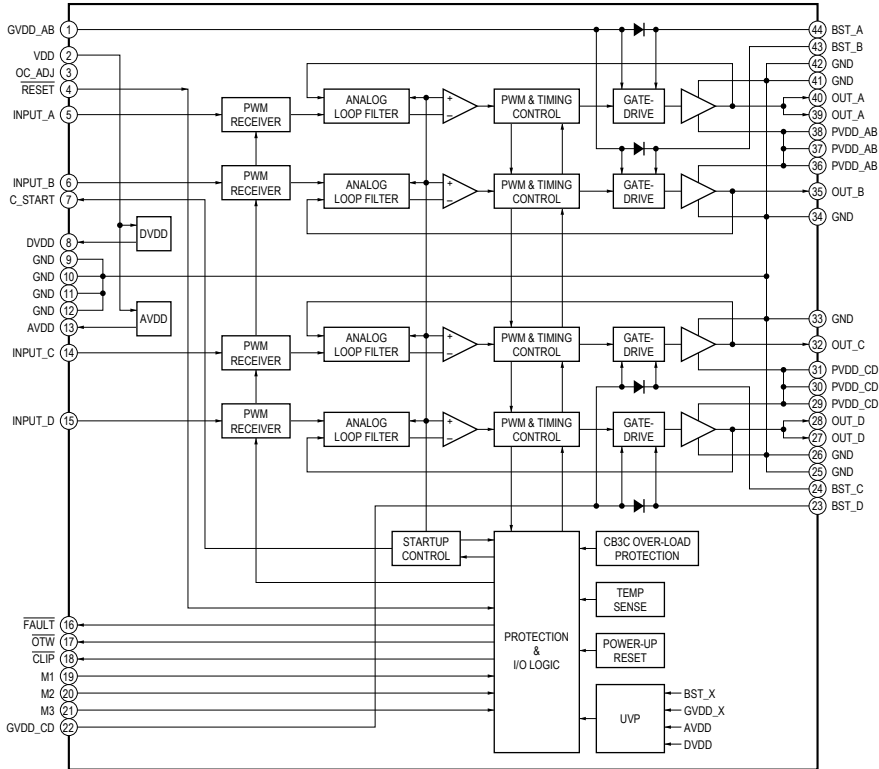 GVDD_AB 1
VDD 2
OC_ADJ 3
RESET 4
INPUT_A 5
INPUT_B 6
C_START 7
DVDD 8
GND 9
GND 10
GND 11
GND 12
AVDD 13
INPUT_C 14
INPUT_D 15
FAULT 16
OTW 17
CLIP 18
M1 19
M2 20
M3 21
GVDD_CD 22
DVDD
AVDD
PWM
RECEIVER
ANALOG
LOOP FILTER
+
–
PWM & TIMING
CONTROL
GATE-
DRIVE
PWM
RECEIVER
ANALOG
LOOP FILTER
+
–
PWM & TIMING
CONTROL
GATE-
DRIVE
PWM
RECEIVER
ANALOG
LOOP FILTER
+
–
PWM & TIMING
CONTROL
GATE-
DRIVE
PWM
RECEIVER
ANALOG
LOOP FILTER
+
–
PWM & TIMING
CONTROL
GATE-
DRIVE
STARTUP
CONTROL
PROTECTION
&
I/O LOGIC
CB3C OVER-LOAD
PROTECTION
TEMP
SENSE
POWER-UP
RESET
UVP
BST_X
GVDD_X
AVDD
DVDD
44 BST_A
43 BST_B
42 GND
41 GND
40 OUT_A
39 OUT_A
38 PVDD_AB
37 PVDD_AB
36 PVDD_AB
35 OUT_B
34 GND
33 GND
32 OUT_C
31 PVDD_CD
30 PVDD_CD
29 PVDD_CD
28 OUT_D
27 OUT_D
26 GND
25 GND
24 BST_C
23 BST_D